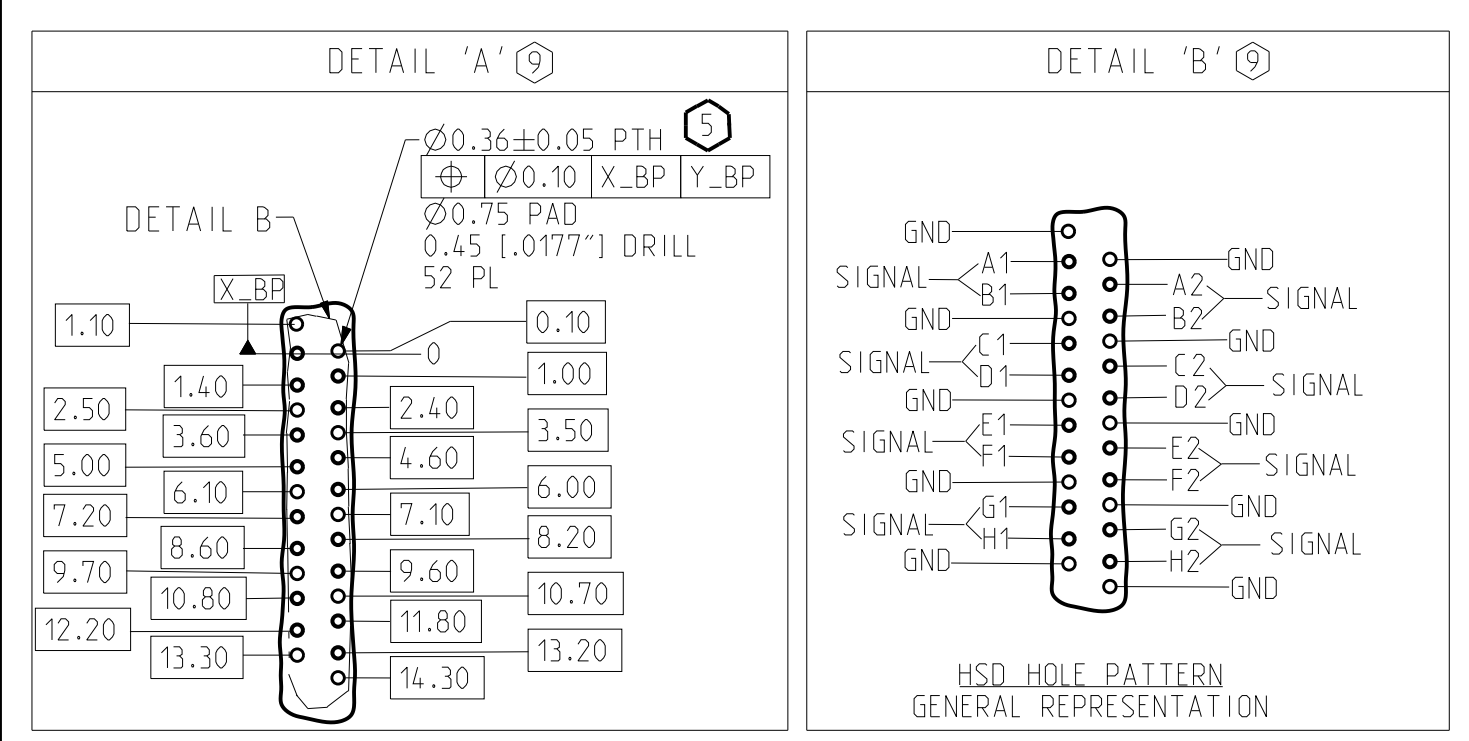 DETAIL 'A' 9
Ø0.36±0.05 PTH 5
⌖ Ø0.10 X_BP Y_BP
Ø0.75 PAD
0.45 [.0177"] DRILL
52 PL
DETAIL B
X_BP
1.10
0.10
0
1.00
1.40
2.50
2.40
3.60
3.50
5.00
4.60
6.10
6.00
7.20
7.10
8.60
8.20
9.70
9.60
10.80
10.70
12.20
11.80
13.30
13.20
14.30
DETAIL 'B' 9
GND
SIGNAL
A1
B1
GND
SIGNAL
C1
D1
GND
SIGNAL
E1
F1
GND
SIGNAL
G1
H1
GND
GND
A2
B2
SIGNAL
GND
C2
D2
SIGNAL
GND
E2
F2
SIGNAL
GND
G2
H2
SIGNAL
GND
HSD HOLE PATTERN
GENERAL REPRESENTATION